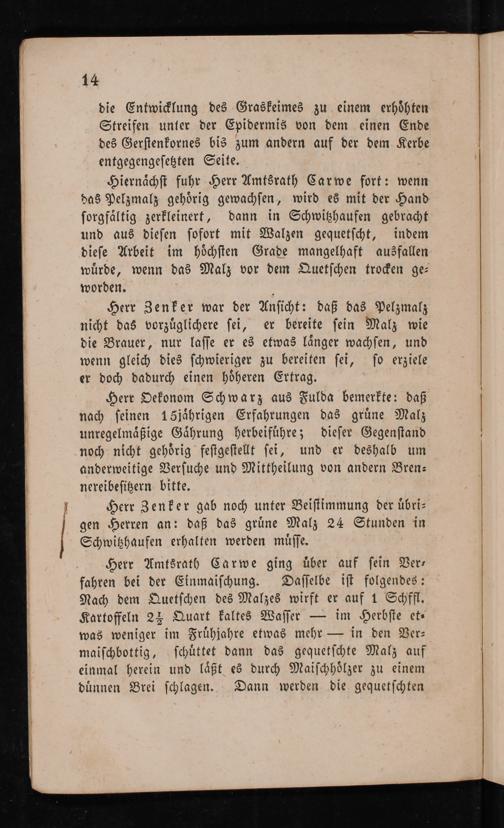 14
die Entwicklung des Graskeimes zu einem erhöhten
Streifen unter der Epidermis von dem einen Ende
des Gerstenkornes bis zum andern auf der dem Kerbe
entgegengesetzten Seite.
Hiernächst fuhr Herr Amtsrath Carwe fort: wenn
das Pelzmalz gehörig gewachsen, wird es mit der Hand
sorgfältig zerkleinert, dann in Schwitzhaufen gebracht
und aus diesen sofort mit Walzen gequetscht, indem
diese Arbeit im höchsten Grade mangelhaft ausfallen
würde, wenn das Malz vor dem Quetschen trocken ge-
worden.
Herr Zenker war der Ansicht: daß das Pelzmalz
nicht das vorzüglichere sei, er bereite sein Malz wie
die Brauer, nur lasse er es etwas länger wachsen, und
wenn gleich dies schwieriger zu bereiten sei, so erziele
er doch dadurch einen höheren Ertrag.
Herr Oekonom Schwarz aus Fulda bemerkte: daß
nach seinen 15jährigen Erfahrungen das grüne Malz
unregelmäßige Gährung herbeiführe; dieser Gegenstand
noch nicht gehörig festgestellt sei, und er deshalb um
anderweitige Versuche und Mittheilung von andern Bren-
nereibesitzern bitte.
Herr Zenker gab noch unter Beistimmung der übri-
gen Herren an: daß das grüne Malz 24 Stunden in
Schwitzhaufen erhalten werden müsse.
Herr Amtsrath Carwe ging über auf sein Ver-
fahren bei der Einmaischung. Dasselbe ist folgendes:
Nach dem Quetschen des Malzes wirft er auf 1 Schffl.
Kartoffeln 2½ Quart kaltes Wasser — im Herbste et-
was weniger im Frühjahre etwas mehr — in den Ver-
maischbottig, schüttet dann das gequetschte Malz auf
einmal herein und läßt es durch Maischhölzer zu einem
dünnen Brei schlagen. Dann werden die gequetschten